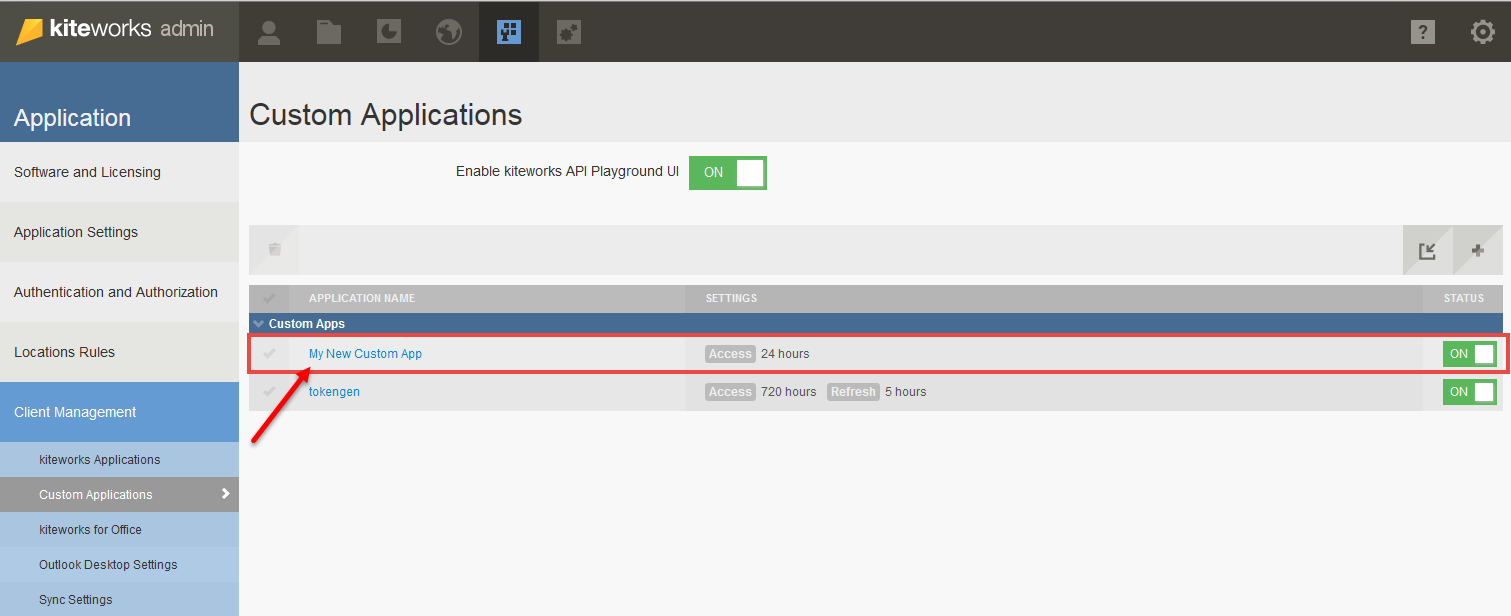 kiteworks admin
?
Application
Custom Applications
Software and Licensing
Application Settings
Authentication and Authorization
Locations Rules
Client Management
kiteworks Applications
Custom Applications
kiteworks for Office
Outlook Desktop Settings
Sync Settings
Enable kiteworks API Playground UI ON
APPLICATION NAME SETTINGS STATUS
Custom Apps
My New Custom App Access 24 hours ON
tokengen Access 720 hours Refresh 5 hours ON